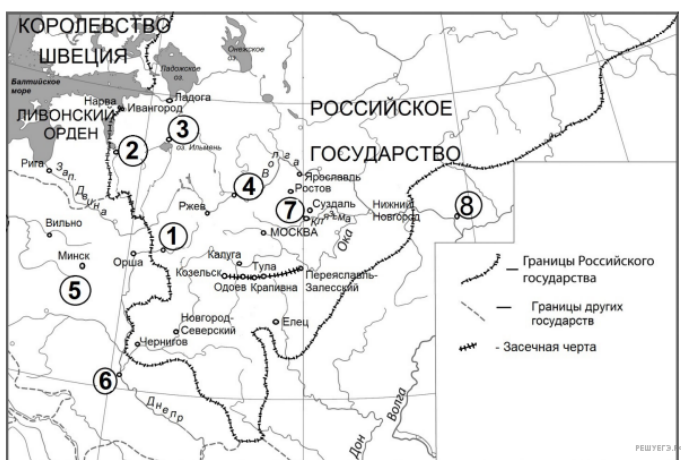 КОРОЛЕВСТВО
ШВЕЦИЯ
Онежское
оз.
Ладожское
оз.
Балтийское
море
Ладога
Нарва
Ивангород
ЛИВОНСКИЙ
ОРДЕН
РОССИЙСКОЕ
ГОСУДАРСТВО
3
оз. Ильмень
2
Рига
Зап. Двина
Волга
Ярославль
Ростов
4
Ржев
7
Суздаль
Клязьма
Нижний
Новгород
8
МОСКВА
Ока
Вильно
1
Орша
Минск
5
Калуга
Козельск
Тула
Одоев
Крапивна
Переяславль-
Залесский
Новгород-
Северский
Елец
Чернигов
6
Днепр
Дон
Волга
Границы Российского
государства
Границы других
государств
- Засечная черта